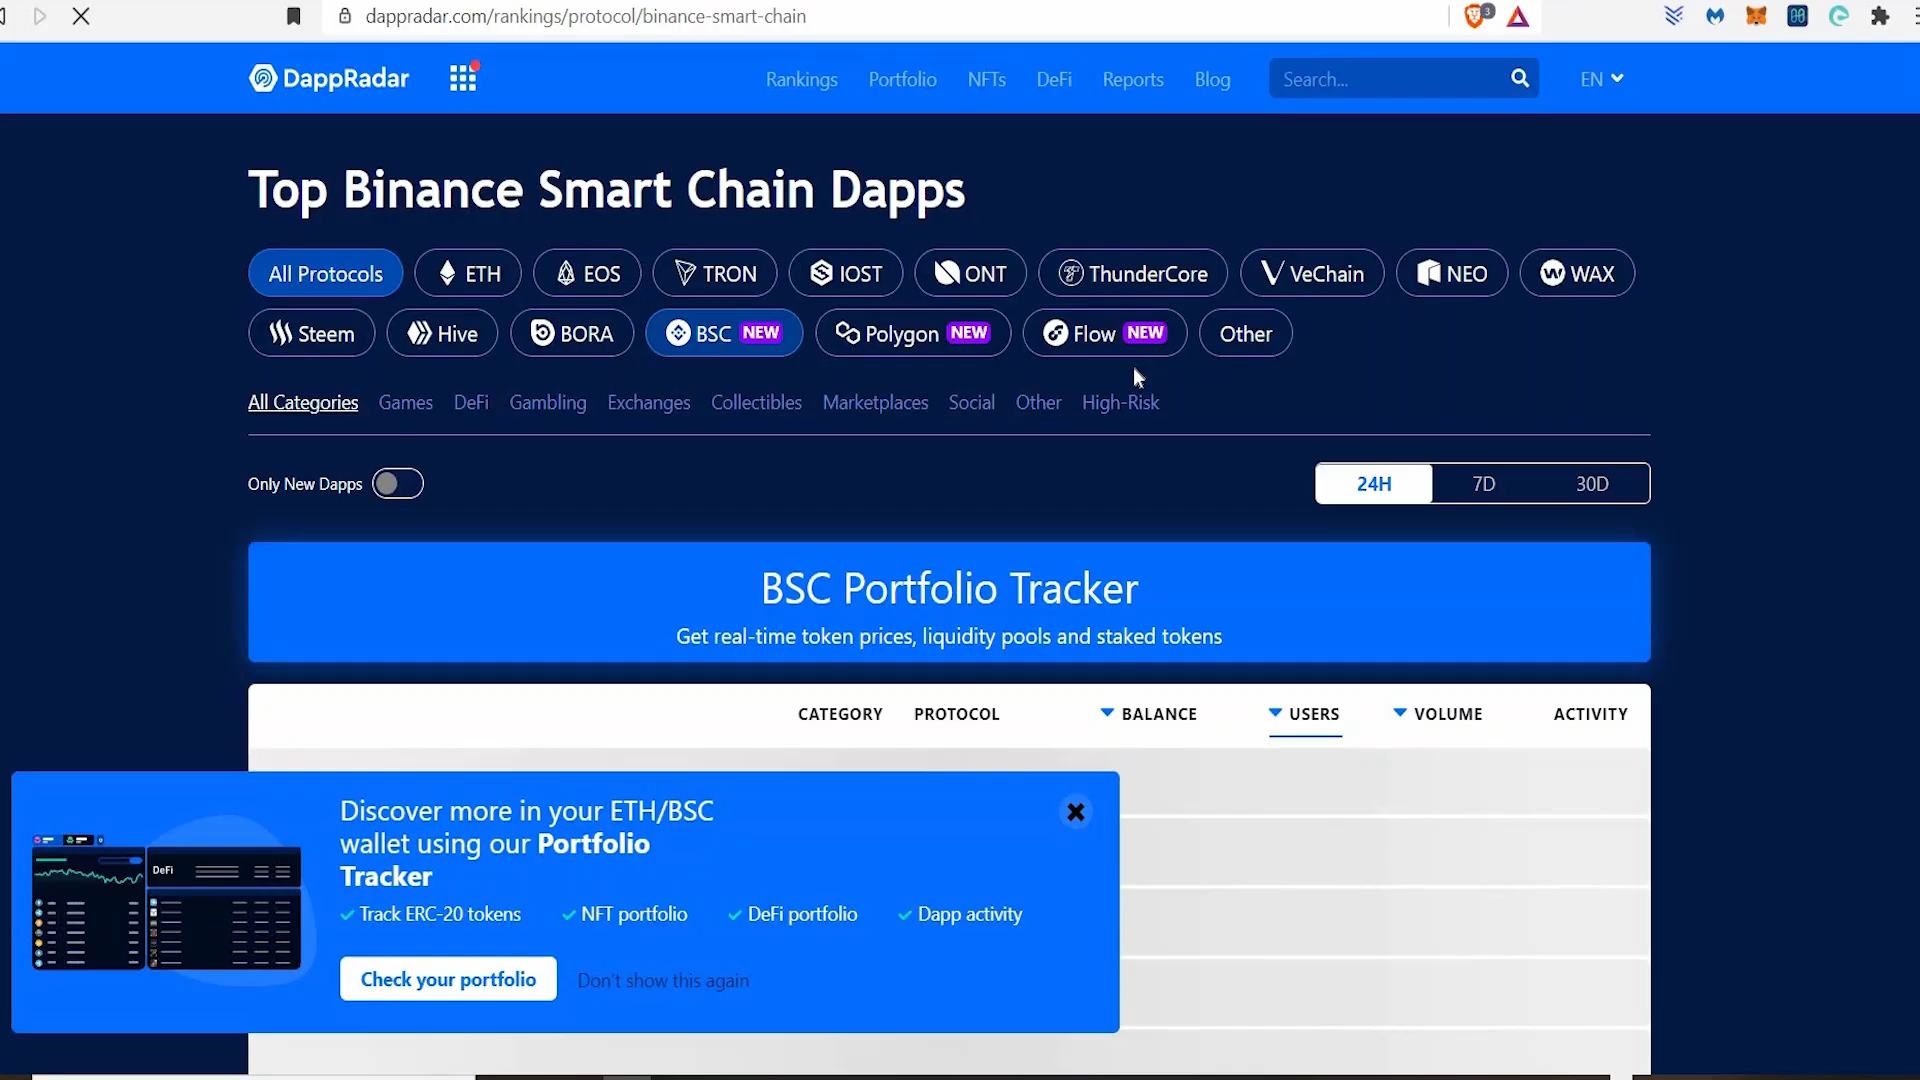 dappradar.com/rankings/protocol/binance-smart-chain
3
DappRadar Rankings Portfolio NFTs DeFi Reports Blog Search... EN
Top Binance Smart Chain Dapps
All Protocols ETH EOS TRON IOST ONT ThunderCore VeChain NEO WAX
Steem Hive BORA BSC NEW Polygon NEW Flow NEW Other
All Categories Games DeFi Gambling Exchanges Collectibles Marketplaces Social Other High-Risk
Only New Dapps 24H 7D 30D
BSC Portfolio Tracker
Get real-time token prices, liquidity pools and staked tokens
CATEGORY PROTOCOL BALANCE USERS VOLUME ACTIVITY
Discover more in your ETH/BSC
wallet using our Portfolio
Tracker
DeFi
Track ERC-20 tokens NFT portfolio DeFi portfolio Dapp activity
Check your portfolio Don't show this again